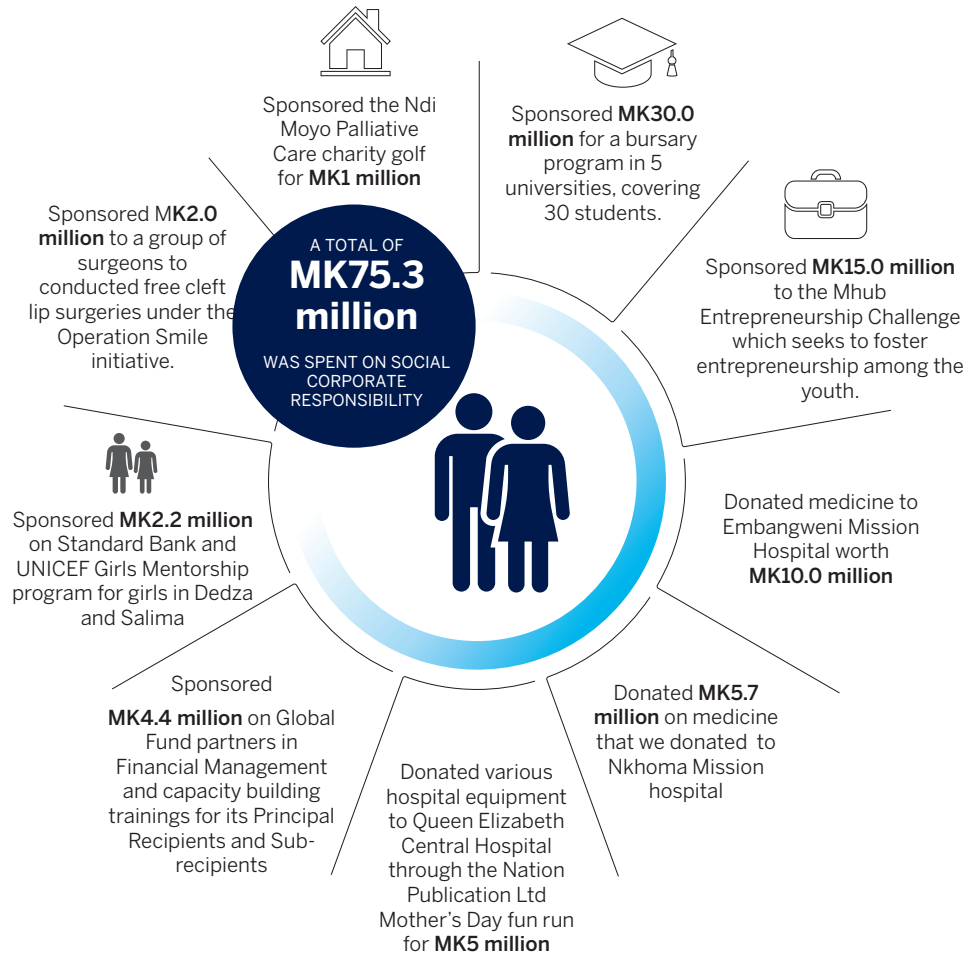 Sponsored the Ndi
Moyo Palliative
Care charity golf
for MK1 million
Sponsored MK30.0
million for a bursary
program in 5
universities, covering
30 students.
Sponsored MK15.0 million
to the Mhub
Entrepreneurship Challenge
which seeks to foster
entrepreneurship among the
youth.
Donated medicine to
Embangweni Mission
Hospital worth
MK10.0 million
Donated MK5.7
million on medicine
that we donated to
Nkhoma Mission
hospital
Donated various
hospital equipment
to Queen Elizabeth
Central Hospital
through the Nation
Publication Ltd
Mother's Day fun run
for MK5 million
Sponsored
MK4.4 million on Global
Fund partners in
Financial Management
and capacity building
trainings for its Principal
Recipients and Sub-
recipients
Sponsored MK2.2 million
on Standard Bank and
UNICEF Girls Mentorship
program for girls in Dedza
and Salima
Sponsored MK2.0
million to a group of
surgeons to
conducted free cleft
lip surgeries under the
Operation Smile
initiative.
A TOTAL OF
MK75.3
million
WAS SPENT ON SOCIAL
CORPORATE
RESPONSIBILITY